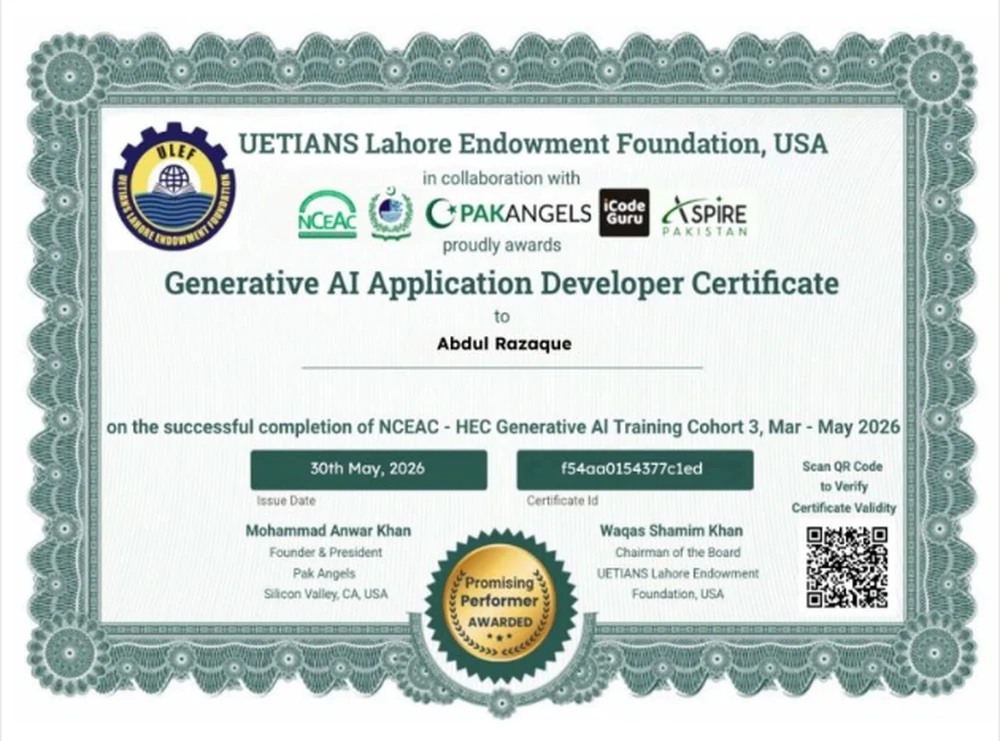 ULEF
UETIANS LAHORE ENDOWMENT FOUNDATION
UETIANS Lahore Endowment Foundation, USA
in collaboration with
NCEAC
PAKANGELS
iCode
Guru
ASPIRE
PAKISTAN
proudly awards
Generative AI Application Developer Certificate
to
Abdul Razaque
on the successful completion of NCEAC - HEC Generative AI Training Cohort 3, Mar - May 2026
30th May, 2026
f54aa0154377c1ed
Issue Date
Certificate Id
Scan QR Code
to Verify
Certificate Validity
Mohammad Anwar Khan
Founder & President
Pak Angels
Silicon Valley, CA, USA
Promising
Performer
AWARDED
Waqas Shamim Khan
Chairman of the Board
UETIANS Lahore Endowment
Foundation, USA